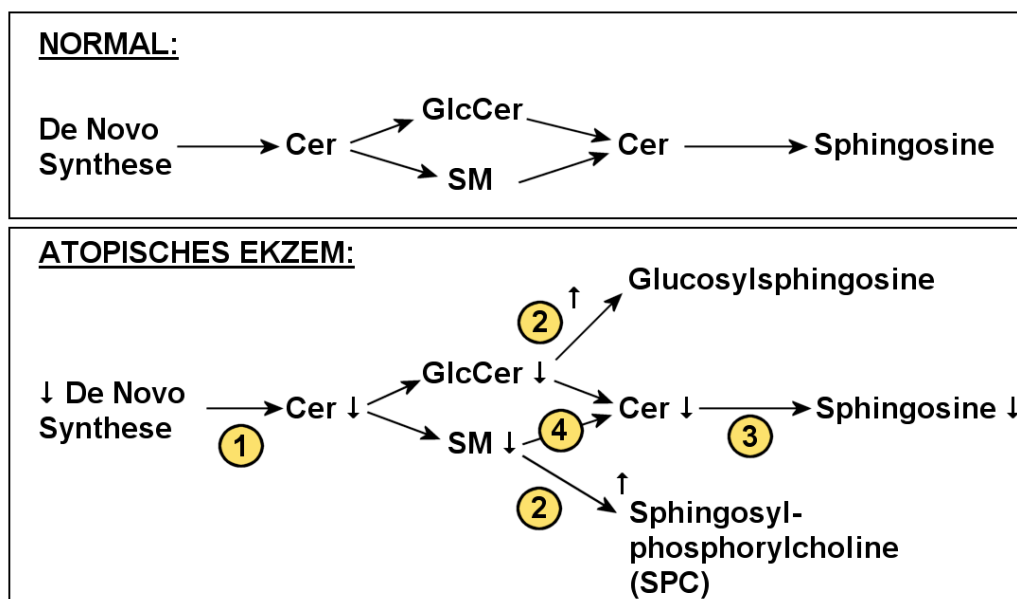 NORMAL:
De Novo
Synthese
Cer
GlcCer
SM
Cer
Sphingosine
ATOPISCHES EKZEM:
↓ De Novo
Synthese
1
Cer ↓
GlcCer ↓
SM ↓
2 ↑
Glucosylsphingosine
4
Cer ↓
3
Sphingosine ↓
2
↑
Sphingosyl-
phosphorylcholine
(SPC)